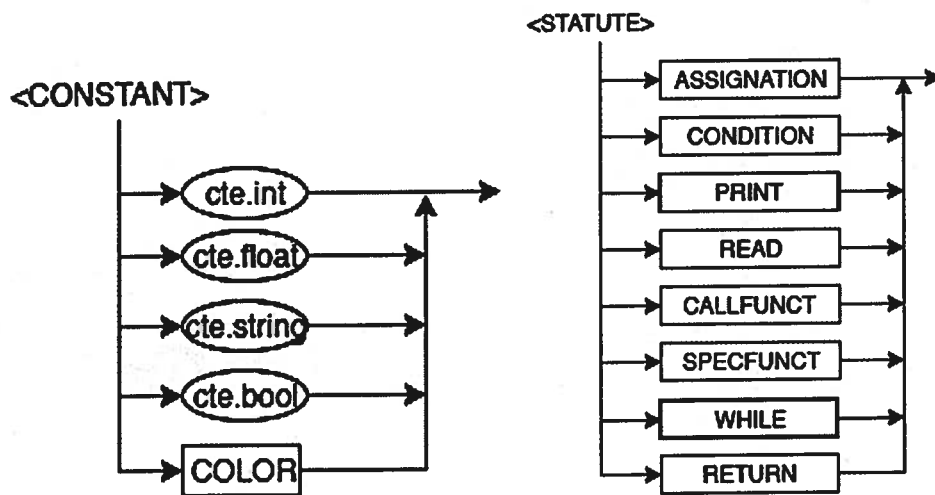 <CONSTANT>
cte.int
cte.float
cte.string
cte.bool
COLOR
<STATUTE>
ASSIGNATION
CONDITION
PRINT
READ
CALLFUNCT
SPECFUNCT
WHILE
RETURN